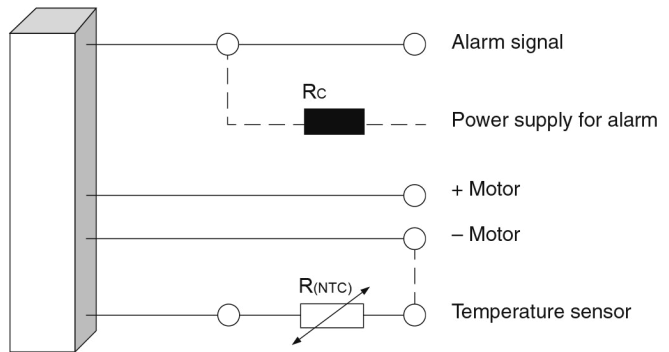 Alarm signal
RC
Power supply for alarm
+ Motor
– Motor
R(NTC)
Temperature sensor